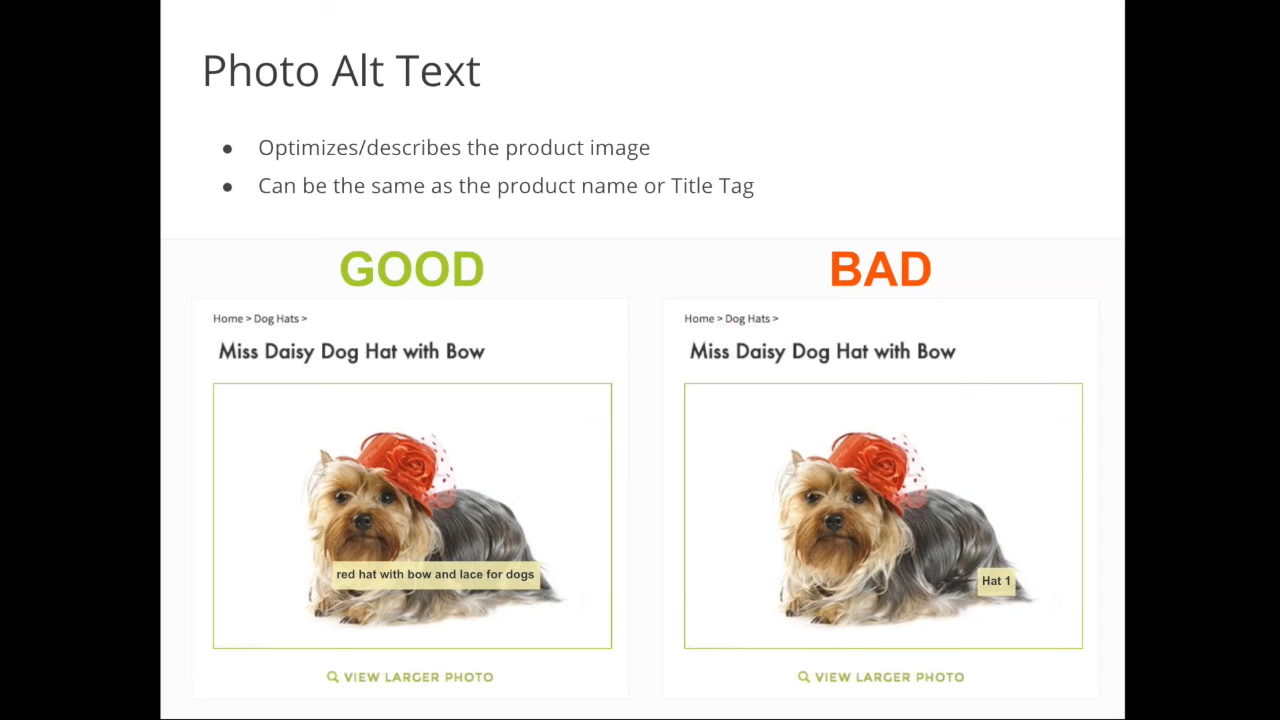 Photo Alt Text
● Optimizes/describes the product image
● Can be the same as the product name or Title Tag
GOOD
Home > Dog Hats >
Miss Daisy Dog Hat with Bow
red hat with bow and lace for dogs
VIEW LARGER PHOTO
BAD
Home > Dog Hats >
Miss Daisy Dog Hat with Bow
Hat 1
VIEW LARGER PHOTO